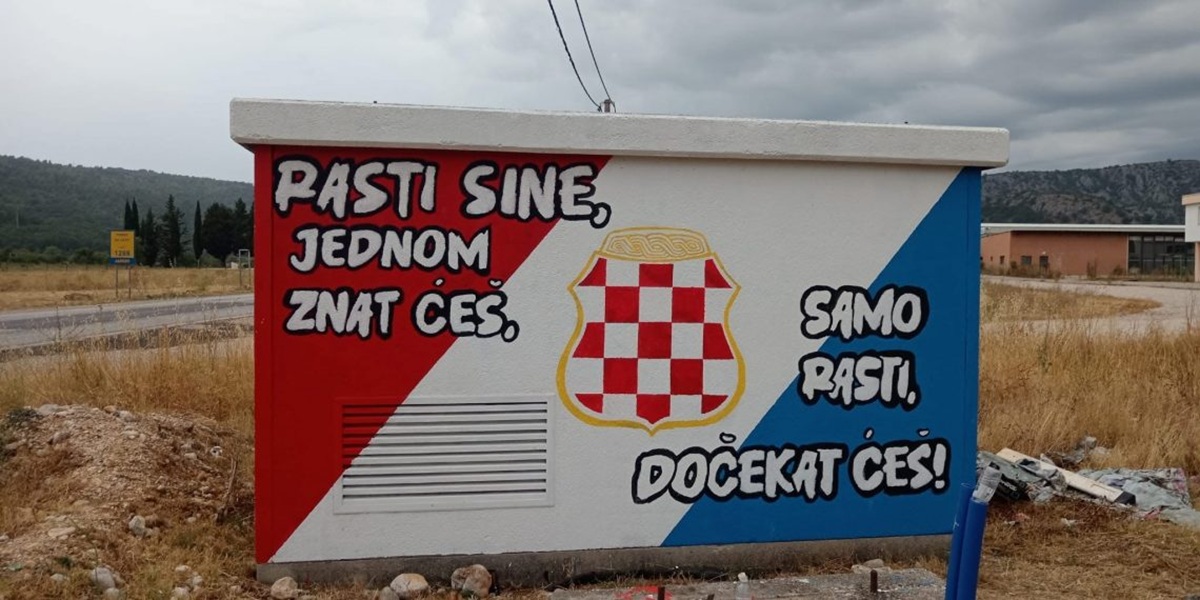 RASTI SINE,
JEDNOM
ZNAT ĆEŠ,
SAMO
RASTI,
DOČEKAT ĆEŠ!